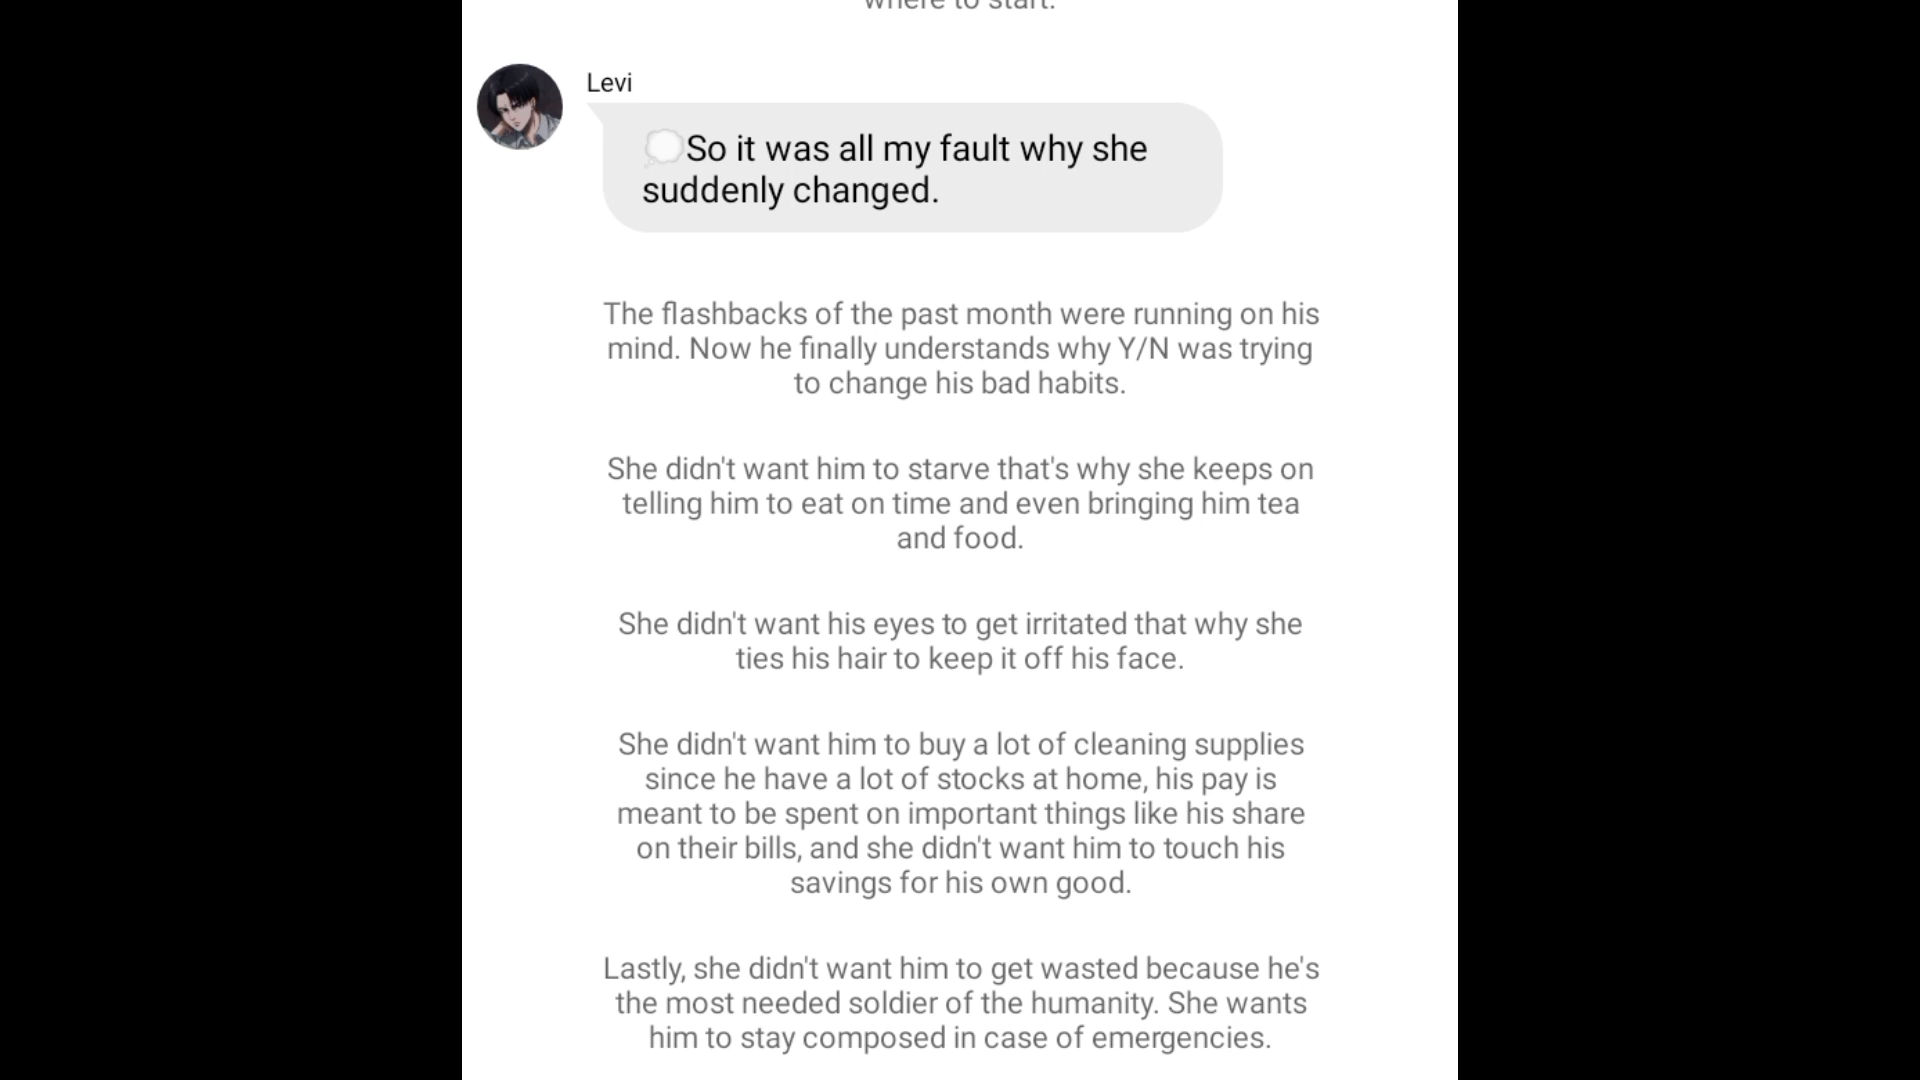 where to start.
Levi
💭So it was all my fault why she
suddenly changed.
The flashbacks of the past month were running on his
mind. Now he finally understands why Y/N was trying
to change his bad habits.
She didn't want him to starve that's why she keeps on
telling him to eat on time and even bringing him tea
and food.
She didn't want his eyes to get irritated that why she
ties his hair to keep it off his face.
She didn't want him to buy a lot of cleaning supplies
since he have a lot of stocks at home, his pay is
meant to be spent on important things like his share
on their bills, and she didn't want him to touch his
savings for his own good.
Lastly, she didn't want him to get wasted because he's
the most needed soldier of the humanity. She wants
him to stay composed in case of emergencies.